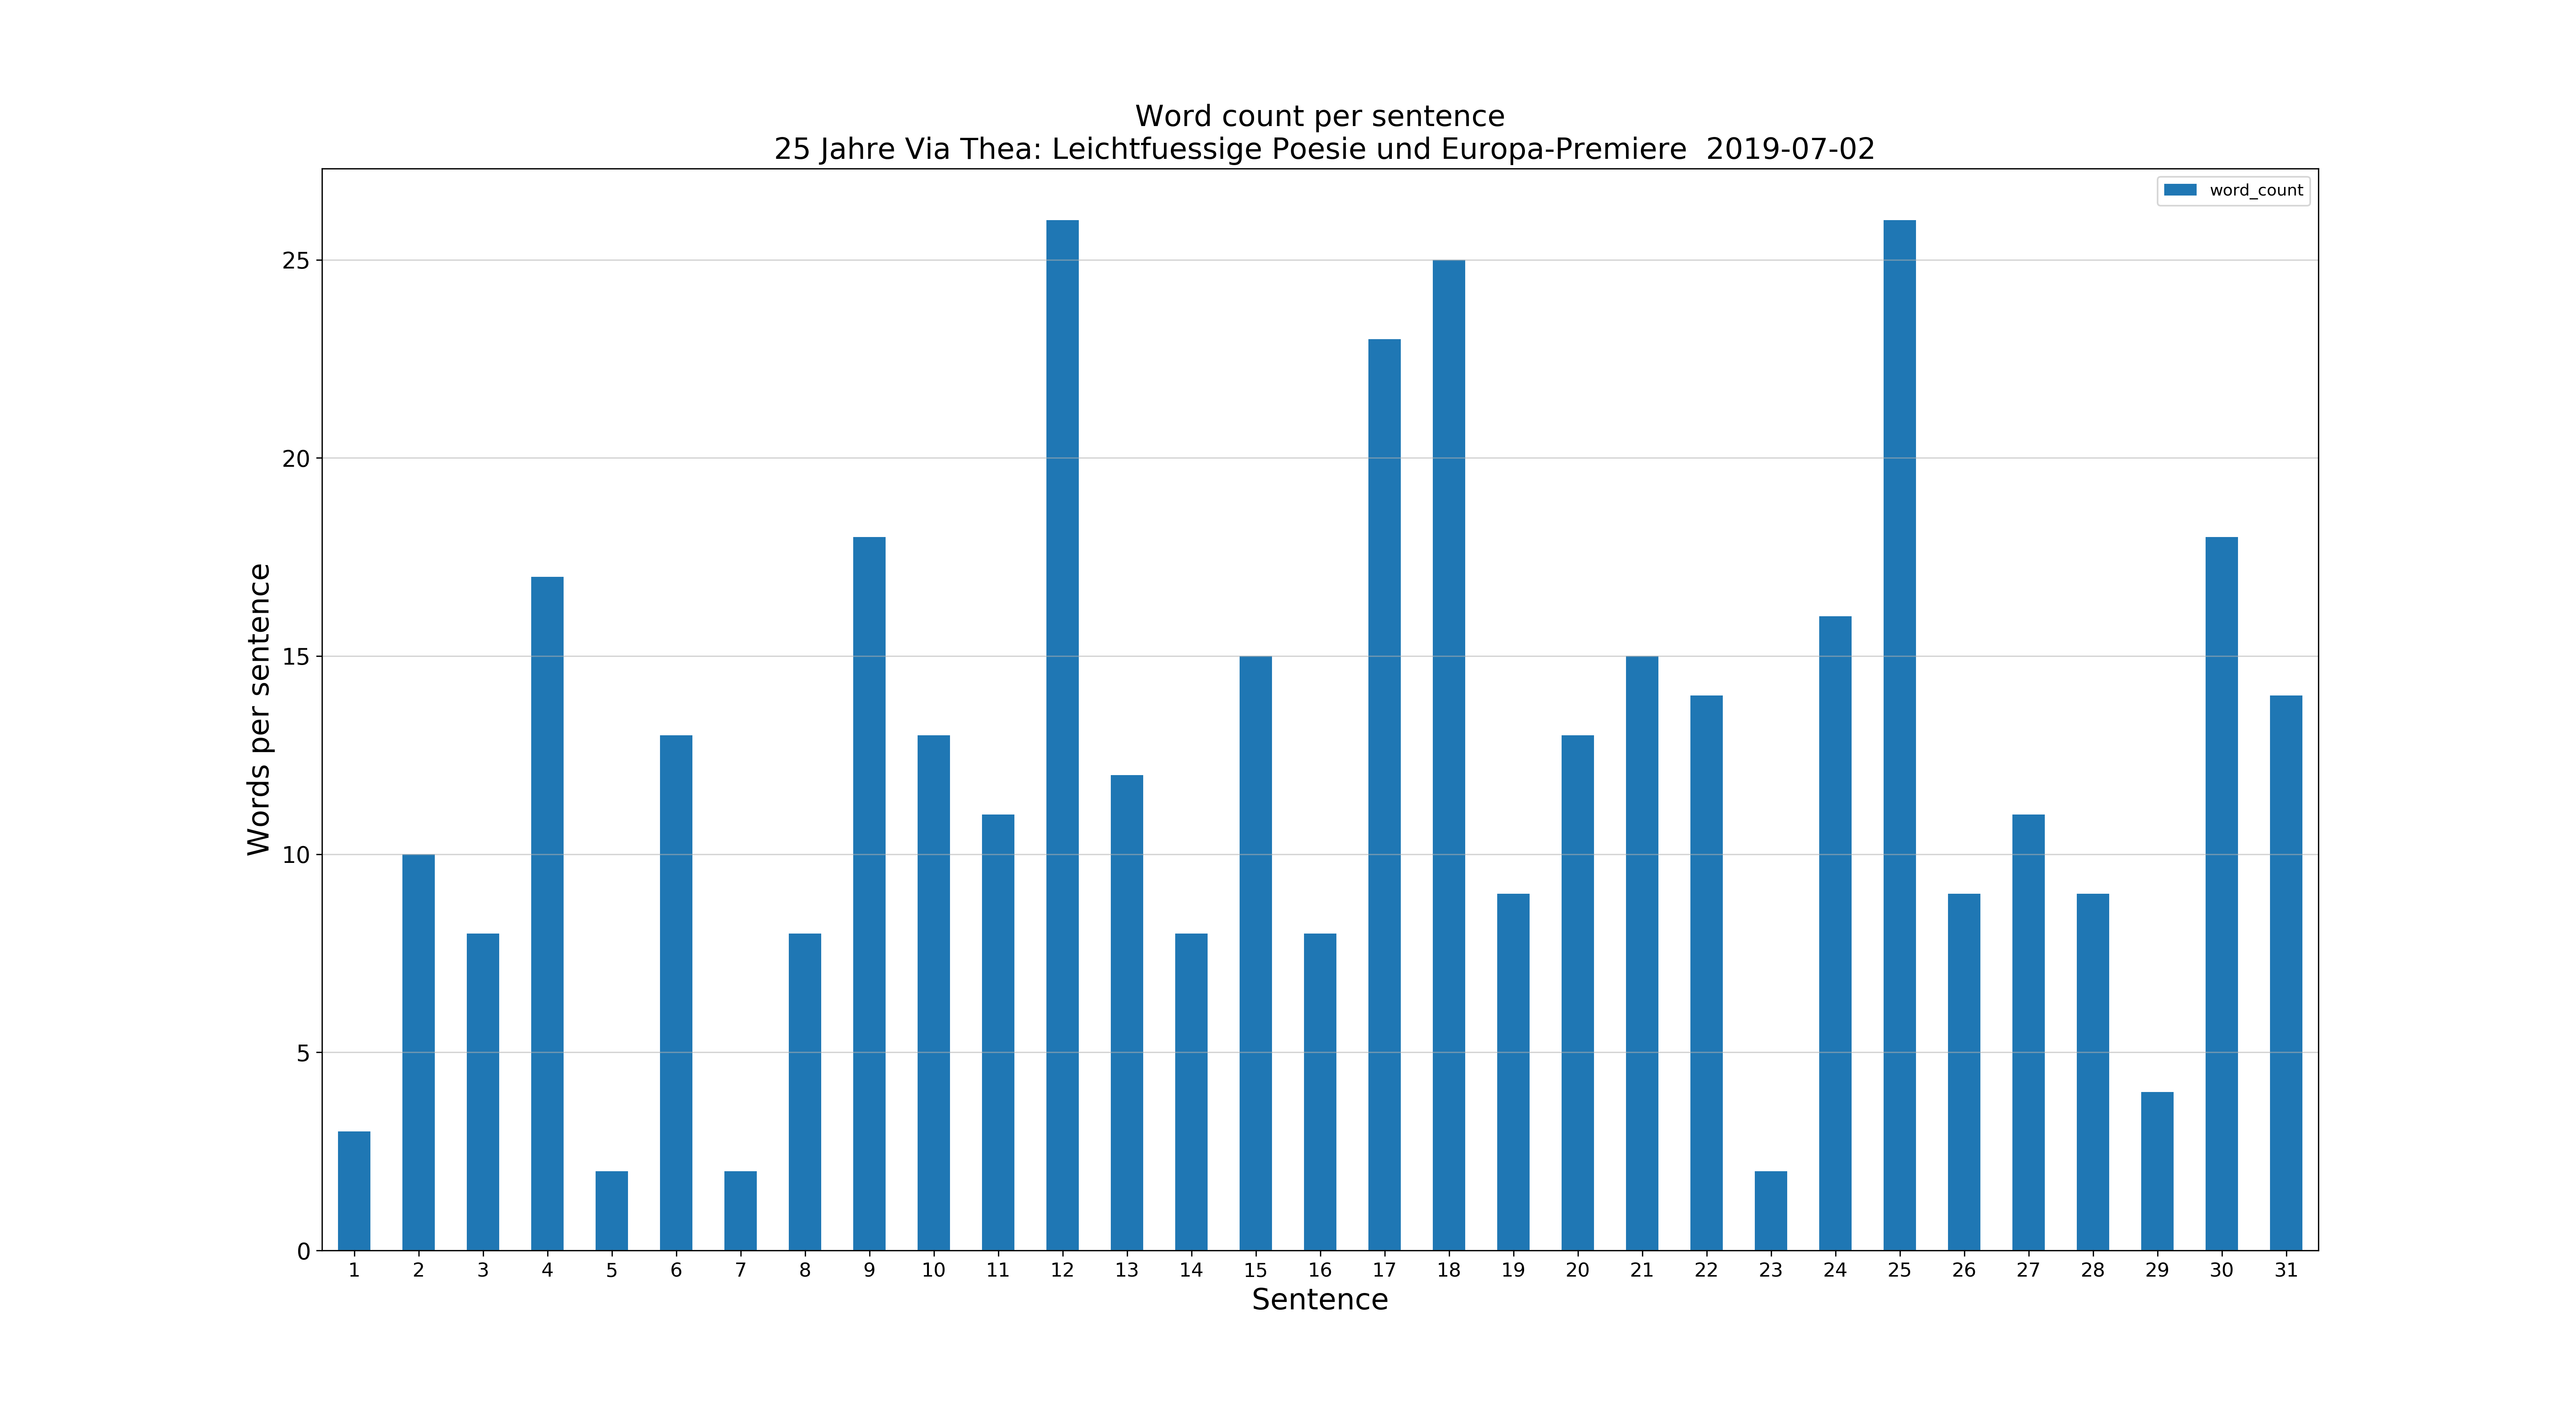 Word count per sentence
25 Jahre Via Thea: Leichtfuessige Poesie und Europa-Premiere  2019-07-02
word_count
25
20
15
10
5
0
Words per sentence
1 2 3 4 5 6 7 8 9 10 11 12 13 14 15 16 17 18 19 20 21 22 23 24 25 26 27 28 29 30 31
Sentence